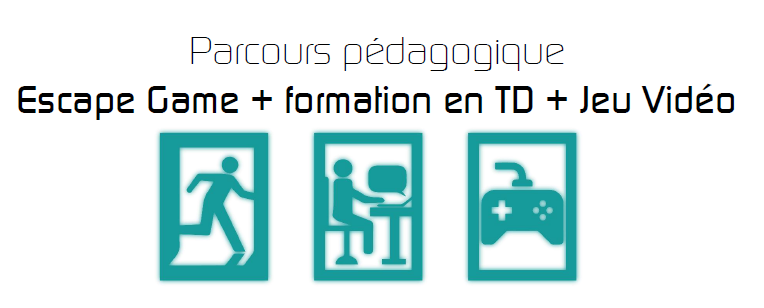 Parcours pédagogique
Escape Game + formation en TD + Jeu Vidéo